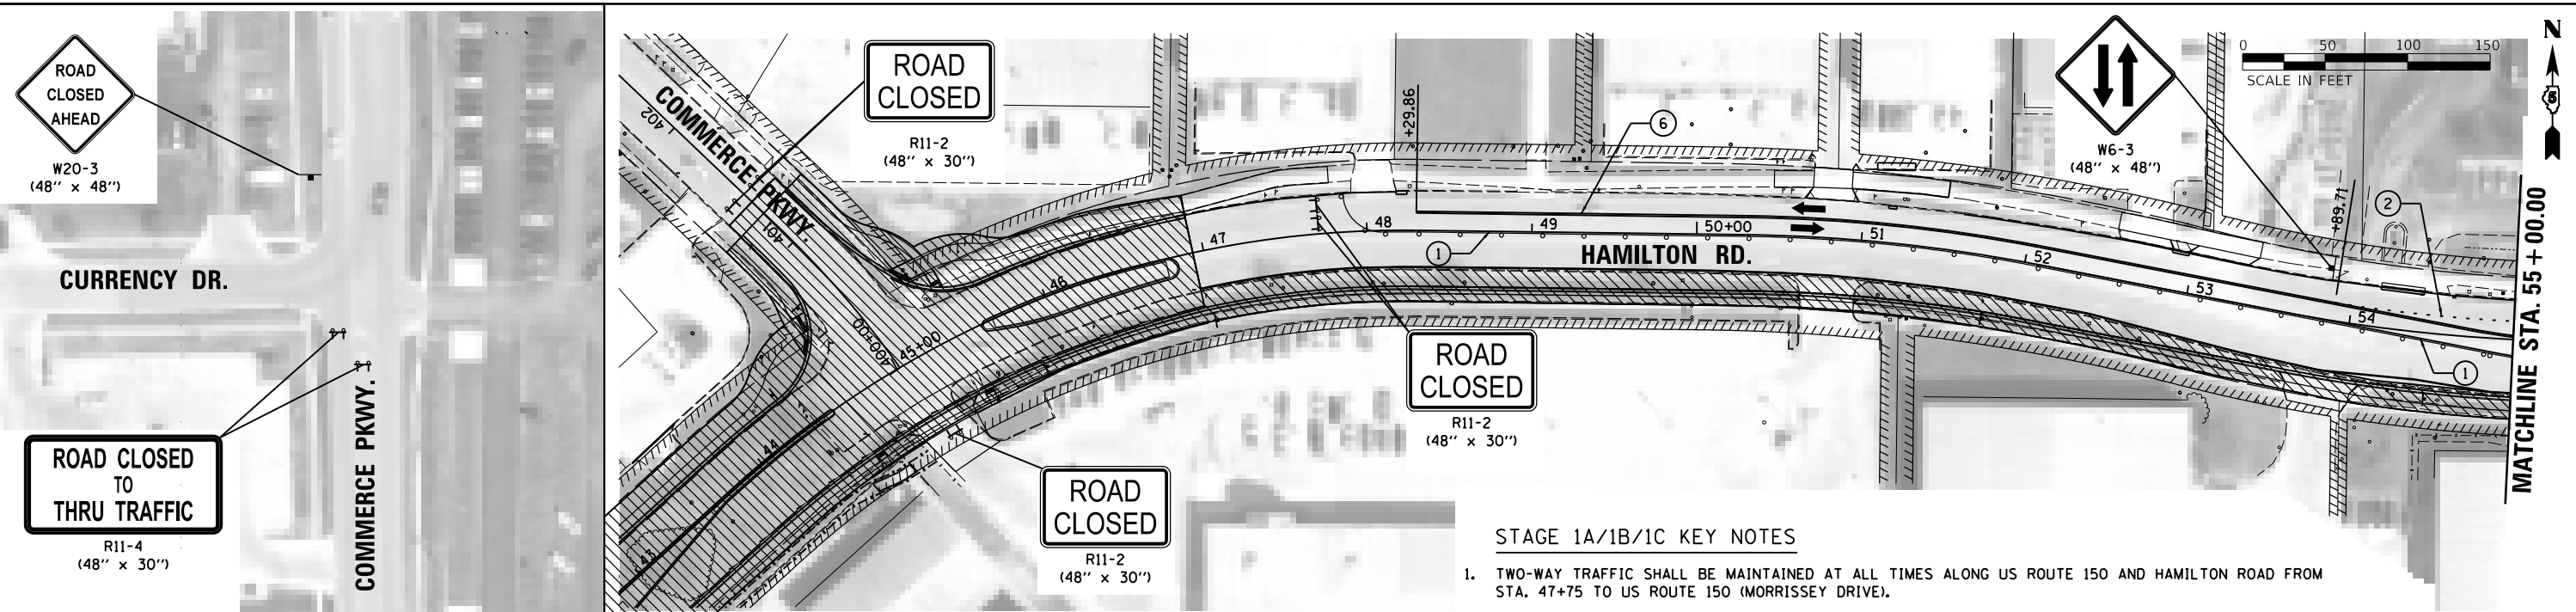 ROAD
CLOSED
AHEAD
W20-3
(48" x 48")
CURRENCY DR.
ROAD CLOSED
TO
THRU TRAFFIC
R11-4
(48" x 30")
COMMERCE PKWY.
COMMERCE PKWY.
402
401
400+00
ROAD
CLOSED
R11-2
(48" x 30")
+29.86
6
W6-3
(48" x 48")
0 50 100 150
SCALE IN FEET
N
+89.71
2
43
44
45+00
46
47
48
49
50+00
51
52
53
54
1
HAMILTON RD.
1
MATCHLINE STA. 55+00.00
ROAD
CLOSED
R11-2
(48" x 30")
ROAD
CLOSED
R11-2
(48" x 30")
STAGE 1A/1B/1C KEY NOTES
1. TWO-WAY TRAFFIC SHALL BE MAINTAINED AT ALL TIMES ALONG US ROUTE 150 AND HAMILTON ROAD FROM
STA. 47+75 TO US ROUTE 150 (MORRISSEY DRIVE).